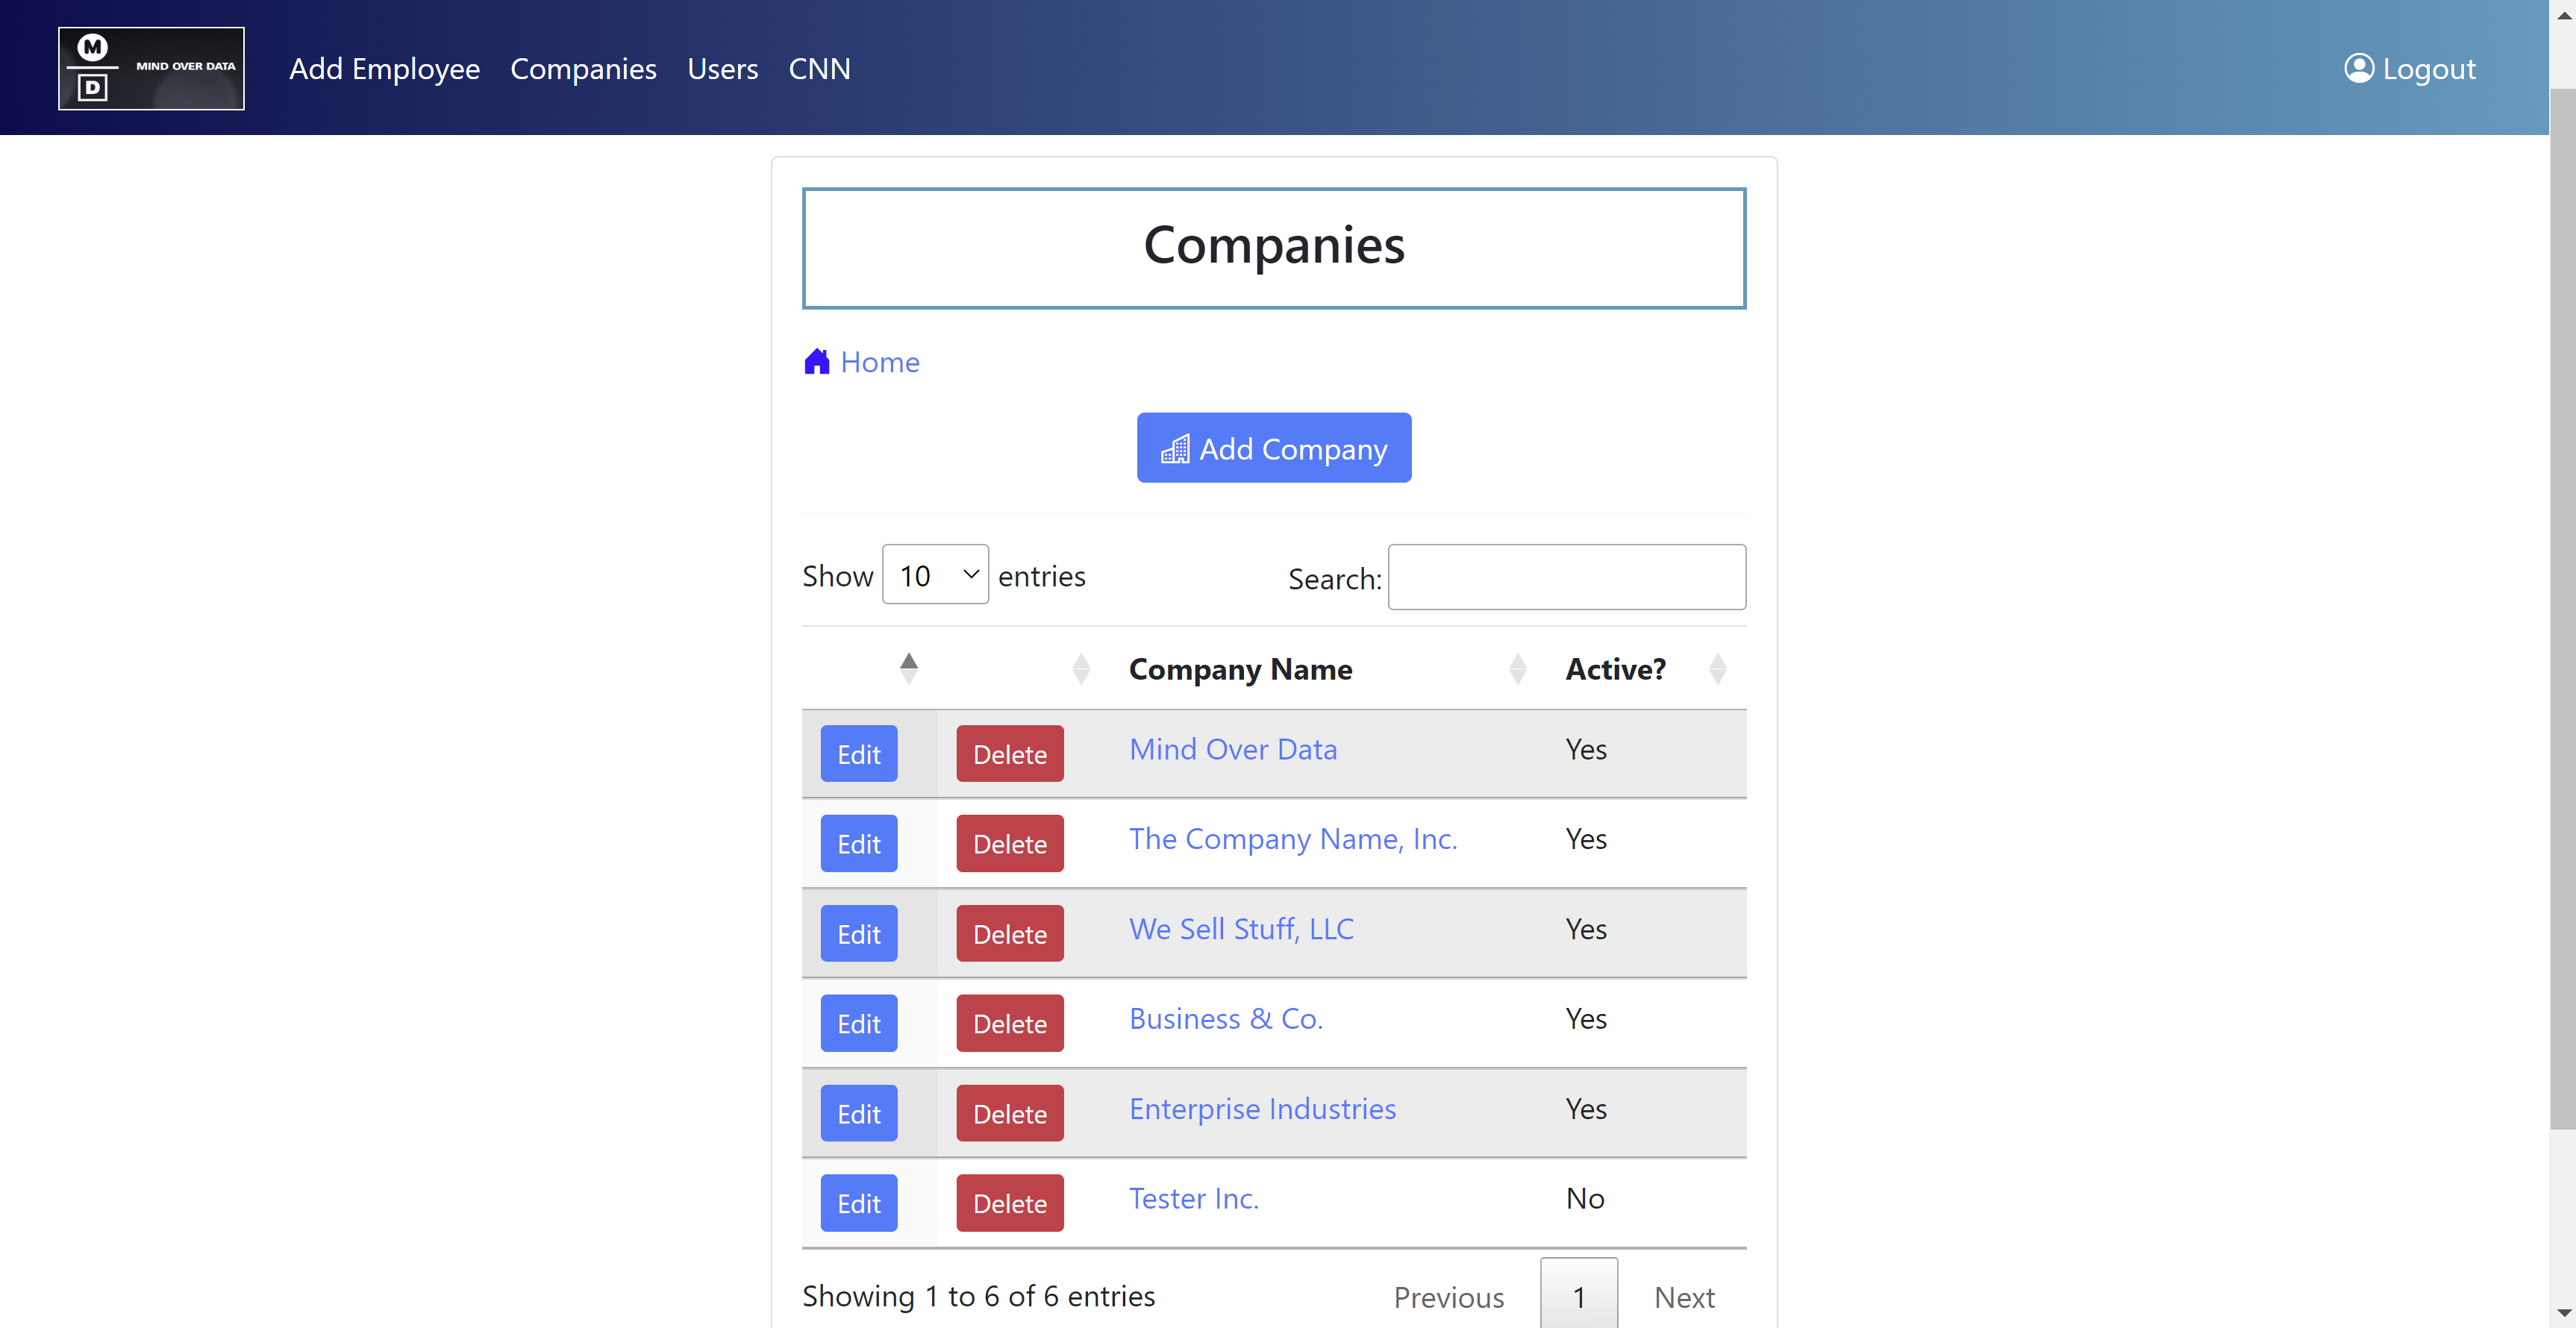 M
D
MIND OVER DATA
Add Employee Companies Users CNN Logout
Companies
Home
Add Company
Show 10 entries Search:
Company Name Active?
Edit Delete Mind Over Data Yes
Edit Delete The Company Name, Inc. Yes
Edit Delete We Sell Stuff, LLC Yes
Edit Delete Business & Co. Yes
Edit Delete Enterprise Industries Yes
Edit Delete Tester Inc. No
Showing 1 to 6 of 6 entries Previous 1 Next